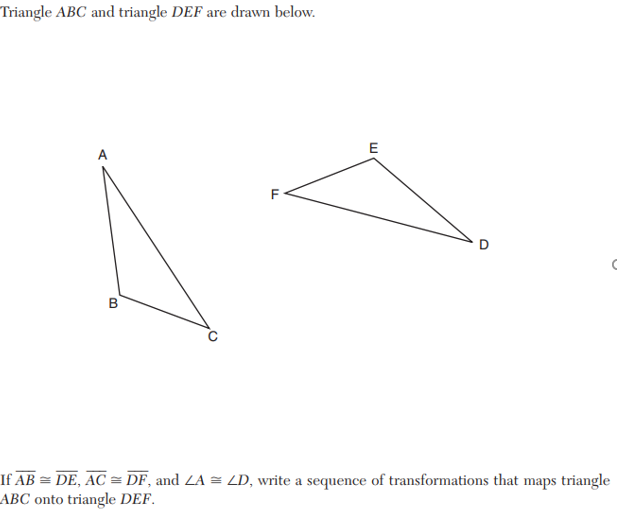 Triangle ABC and triangle DEF are drawn below.
A
E
F
D
B
C
If AB ≅ DE, AC ≅ DF, and ∠A ≅ ∠D, write a sequence of transformations that maps triangle
ABC onto triangle DEF.